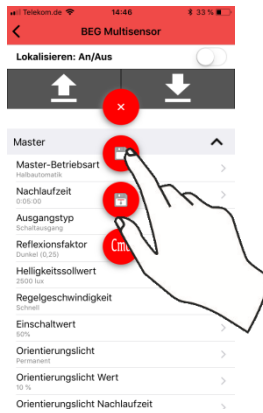 Telekom.de 14:46 33 %
BEG Multisensor
Lokalisieren: An/Aus
×
Master
Master-Betriebsart
Halbautomatik
Nachlaufzeit
0:05:00
Ausgangstyp
Schaltausgang
Reflexionsfaktor
Dunkel (0,25)
Cmd
Helligkeitssollwert
2500 lux
Regelgeschwindigkeit
Schnell
Einschaltwert
50%
Orientierungslicht
Permanent
Orientierungslicht Wert
10 %
Orientierungslicht Nachlaufzeit